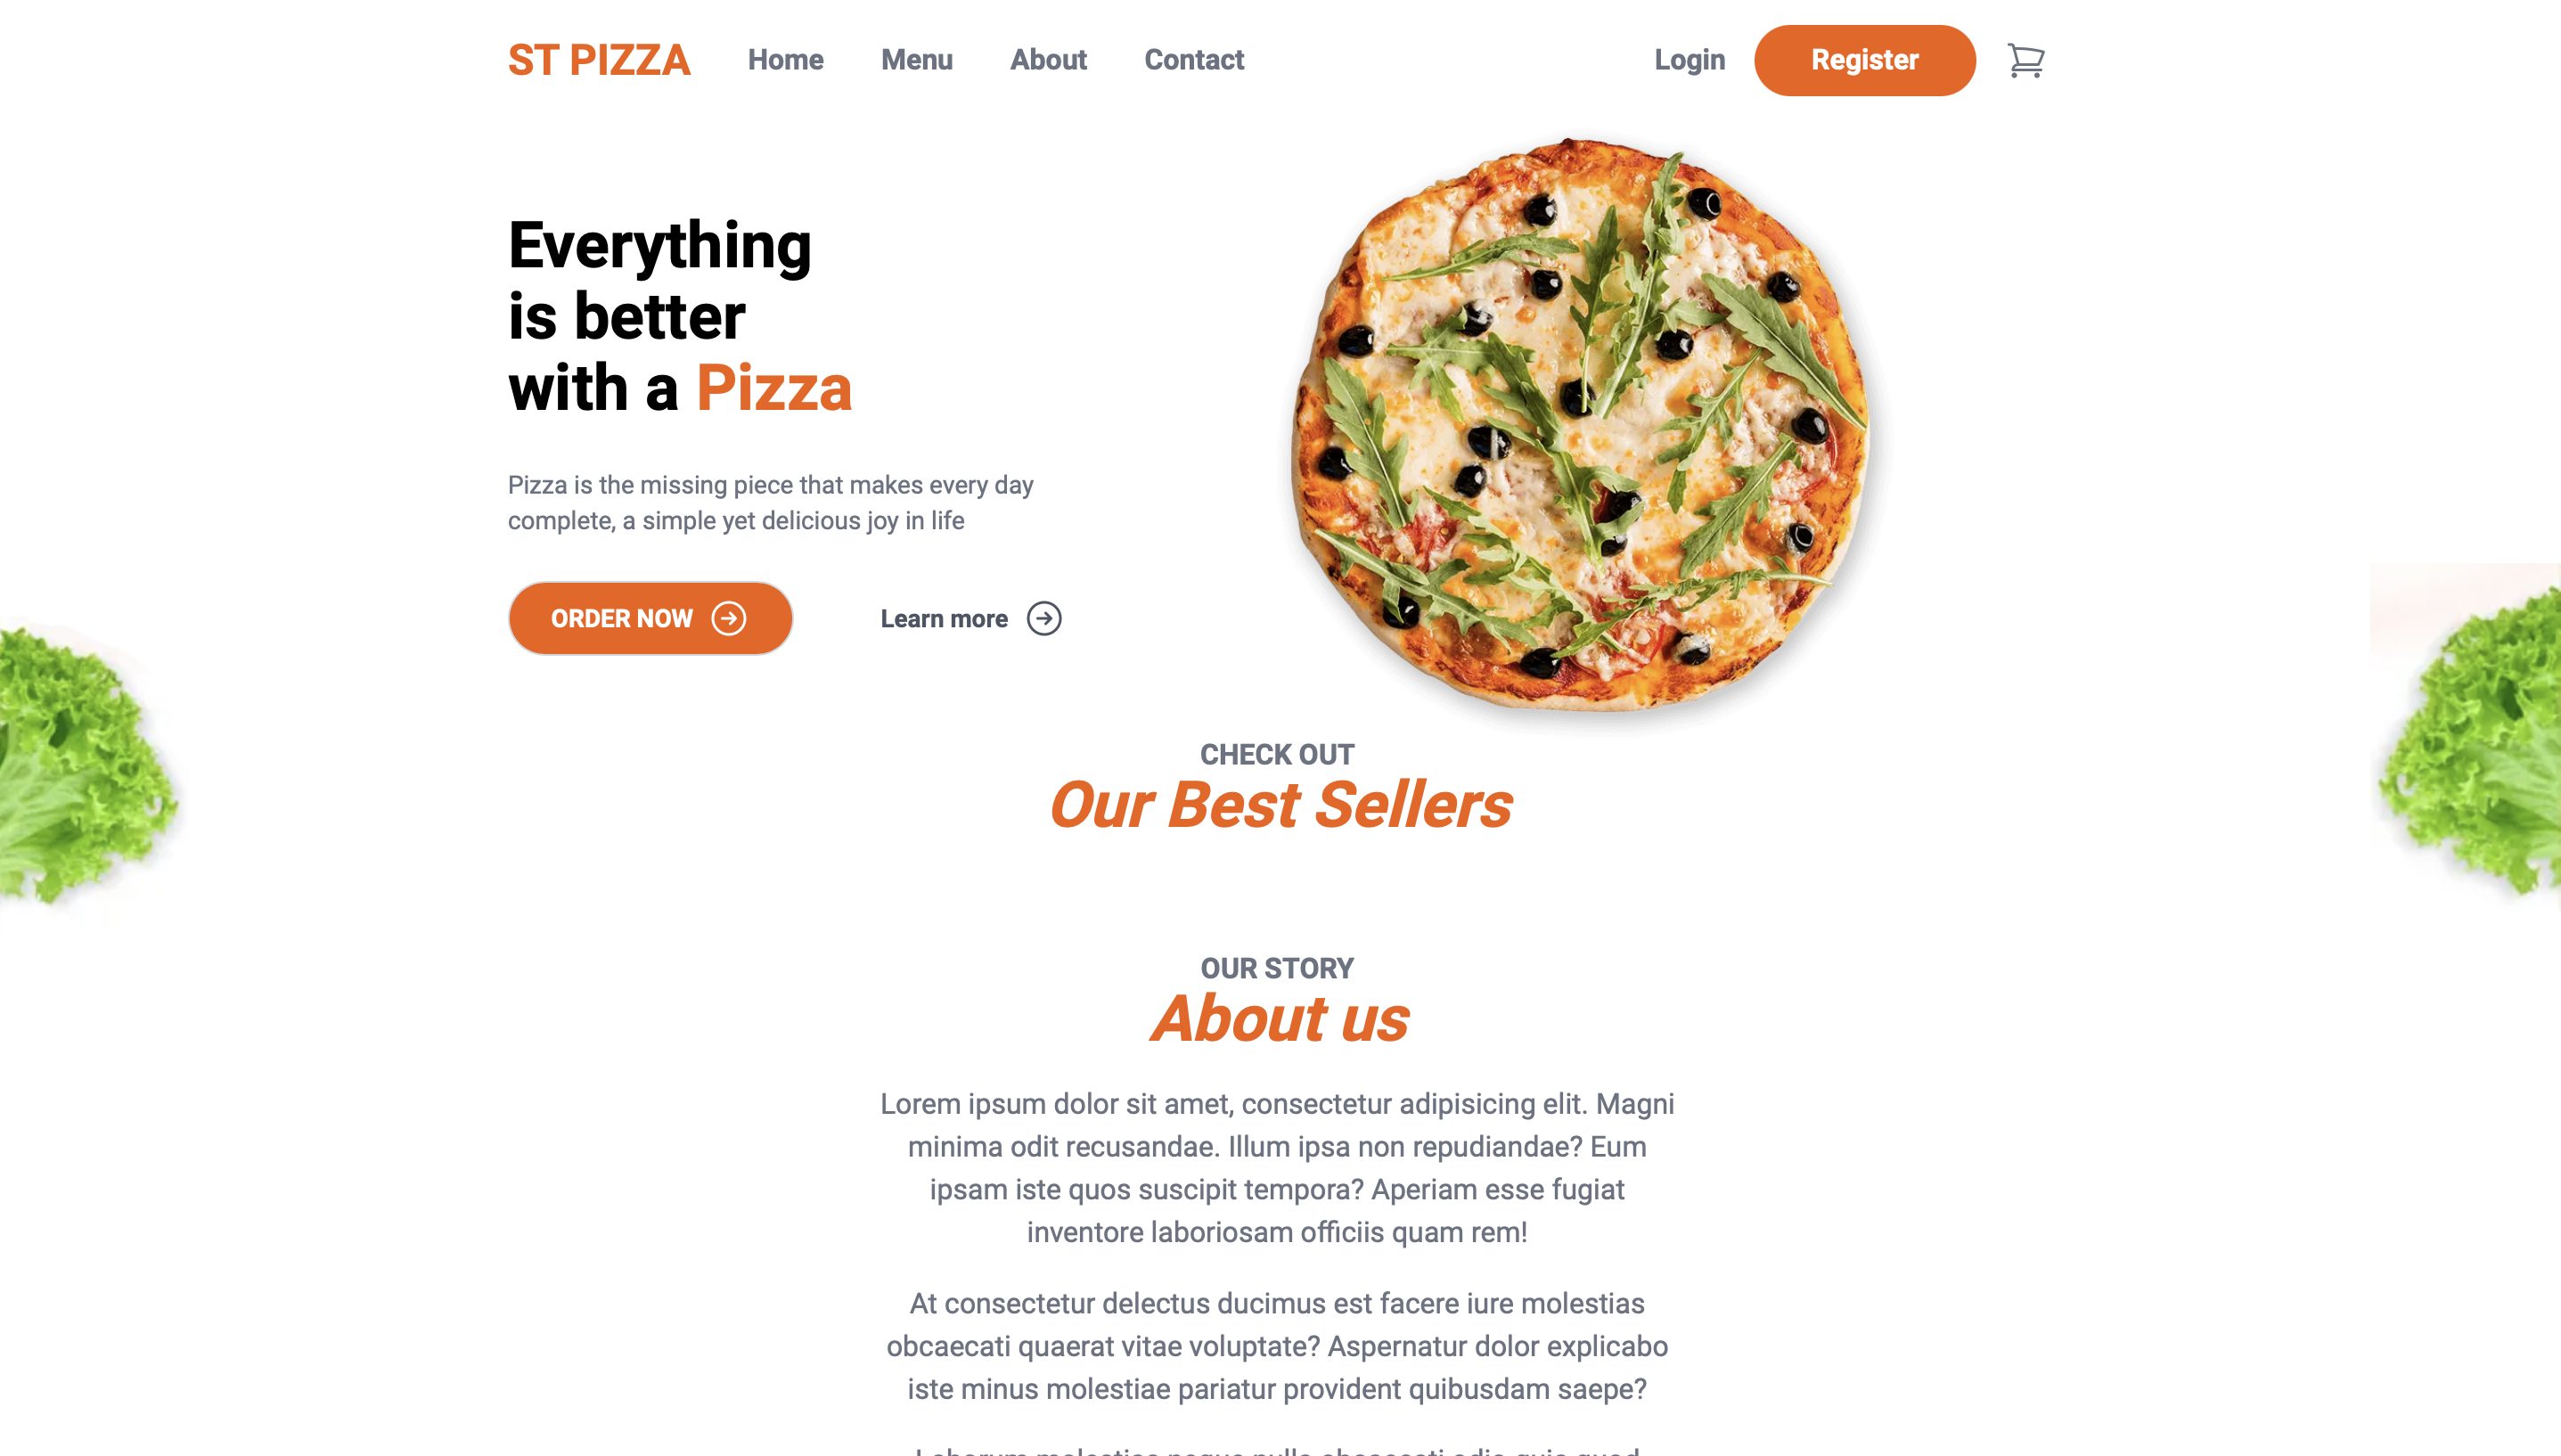 ST PIZZA Home Menu About Contact Login Register
Everything
is better
with a Pizza
Pizza is the missing piece that makes every day
complete, a simple yet delicious joy in life
ORDER NOW Learn more
CHECK OUT
Our Best Sellers
OUR STORY
About us
Lorem ipsum dolor sit amet, consectetur adipisicing elit. Magni
minima odit recusandae. Illum ipsa non repudiandae? Eum
ipsam iste quos suscipit tempora? Aperiam esse fugiat
inventore laboriosam officiis quam rem!
At consectetur delectus ducimus est facere iure molestias
obcaecati quaerat vitae voluptate? Aspernatur dolor explicabo
iste minus molestiae pariatur provident quibusdam saepe?